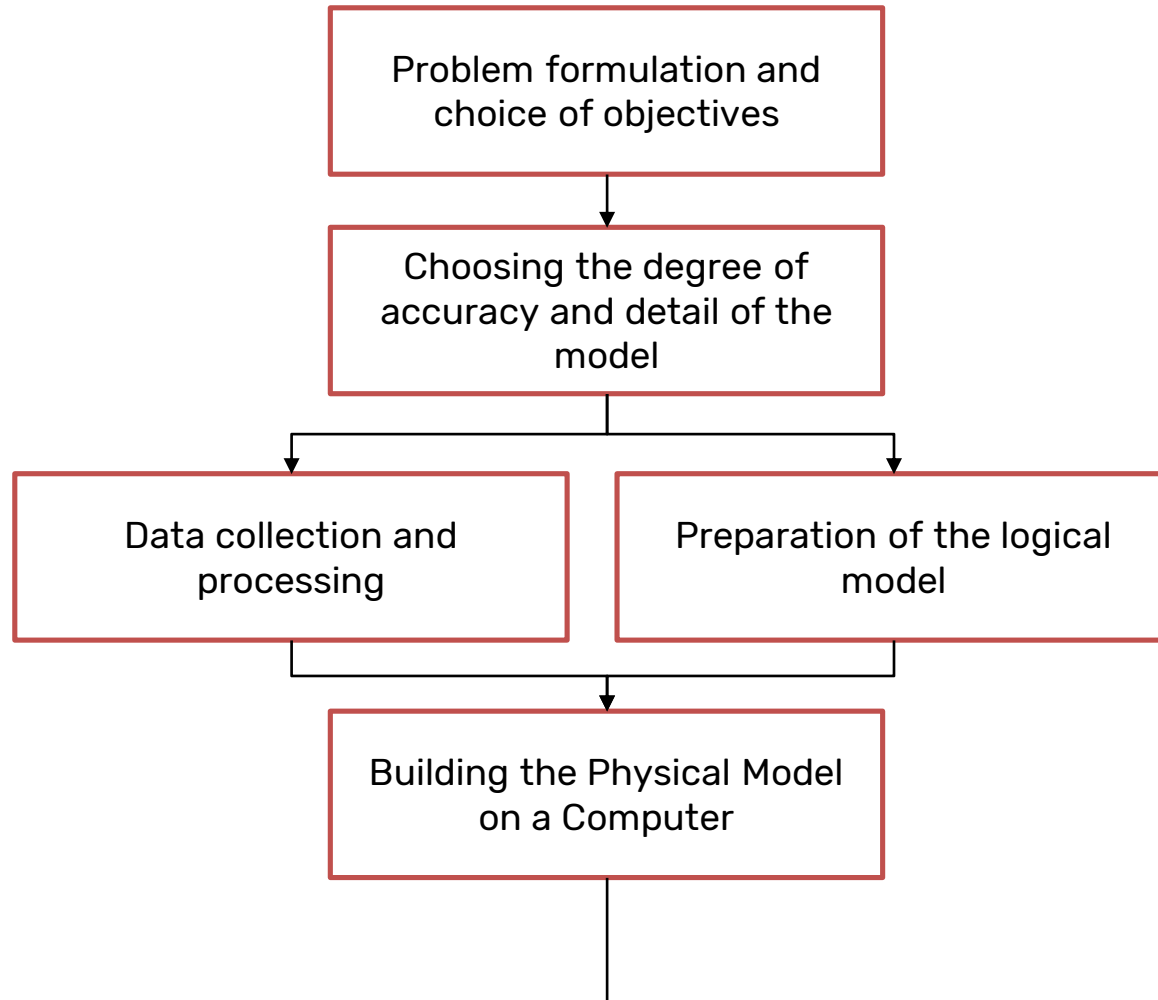 Problem formulation and
choice of objectives
Choosing the degree of
accuracy and detail of the
model
Data collection and
processing
Preparation of the logical
model
Building the Physical Model
on a Computer